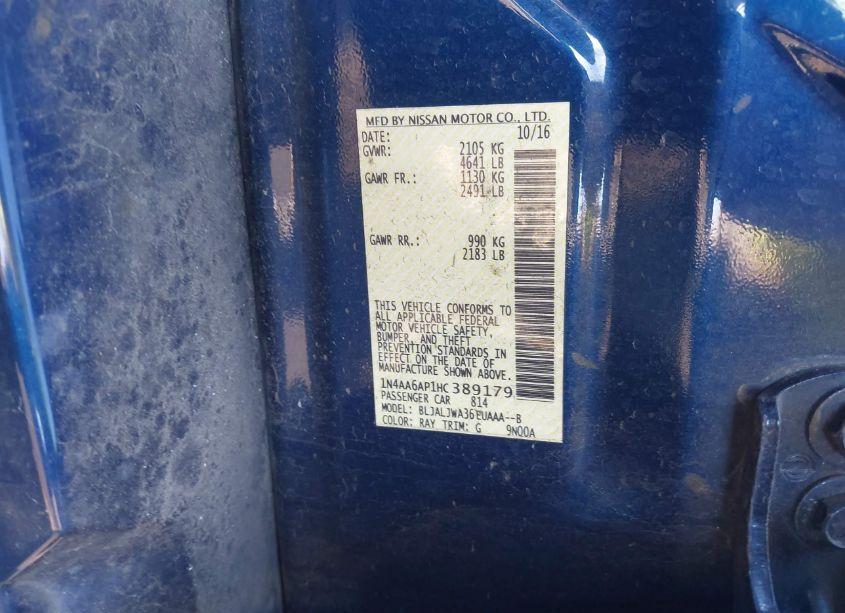 MFD BY NISSAN MOTOR CO., LTD.
DATE: 10/16
GVWR: 2105 KG
4641 LB
GAWR FR.: 1130 KG
2491 LB
GAWR RR.: 990 KG
2183 LB
THIS VEHICLE CONFORMS TO
ALL APPLICABLE FEDERAL
MOTOR VEHICLE SAFETY,
BUMPER, AND THEFT
PREVENTION STANDARDS IN
EFFECT ON THE DATE OF
MANUFACTURE SHOWN ABOVE.
1N4AA6AP1HC389179
PASSENGER CAR 814
MODEL: BLJALJWA36EUAAA--B
COLOR: RAY TRIM: G 9N00A